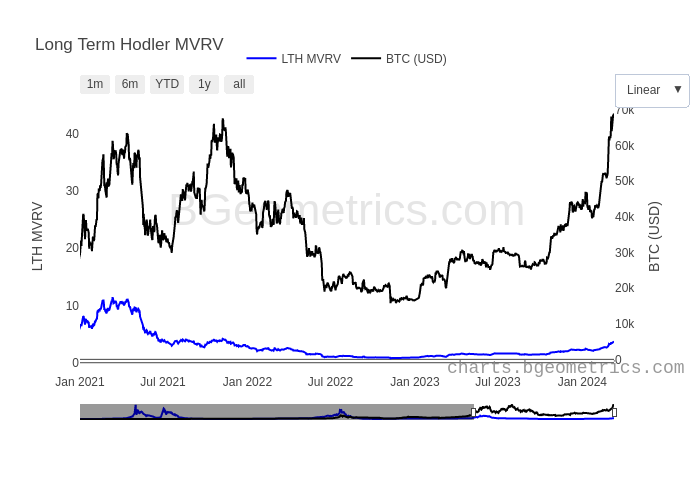 Long Term Hodler MVRV
LTH MVRV
BTC (USD)
1m 6m YTD 1y all
Linear ▼
BGeometrics.com
LTH MVRV
40
30
20
10
0
70k
60k
50k
40k
30k
20k
10k
0
BTC (USD)
Jan 2021 Jul 2021 Jan 2022 Jul 2022 Jan 2023 Jul 2023 Jan 2024
charts.bgeometrics.com